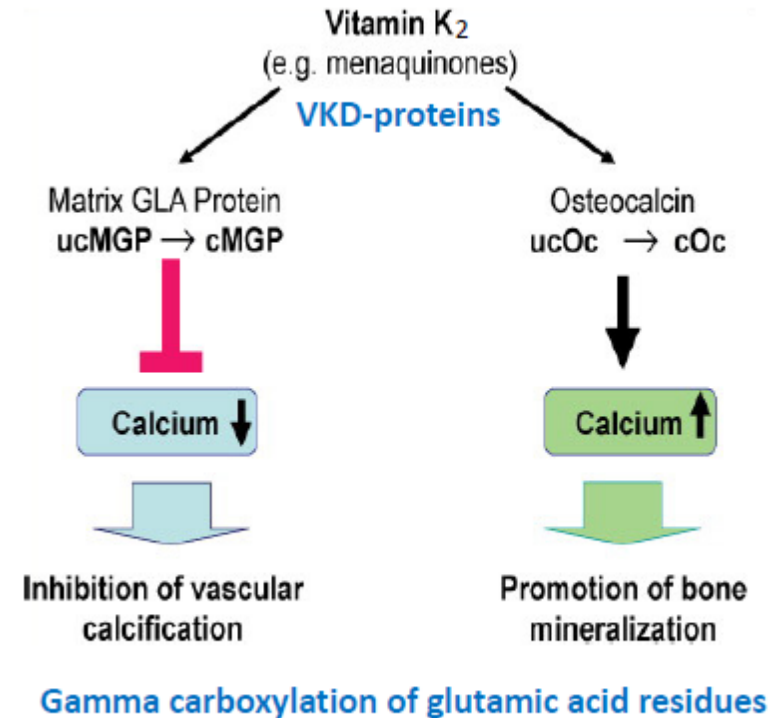 Vitamin K₂
(e.g. menaquinones)
VKD-proteins
Matrix GLA Protein
ucMGP → cMGP
Osteocalcin
ucOc → cOc
Calcium ↓
Calcium ↑
Inhibition of vascular
calcification
Promotion of bone
mineralization
Gamma carboxylation of glutamic acid residues